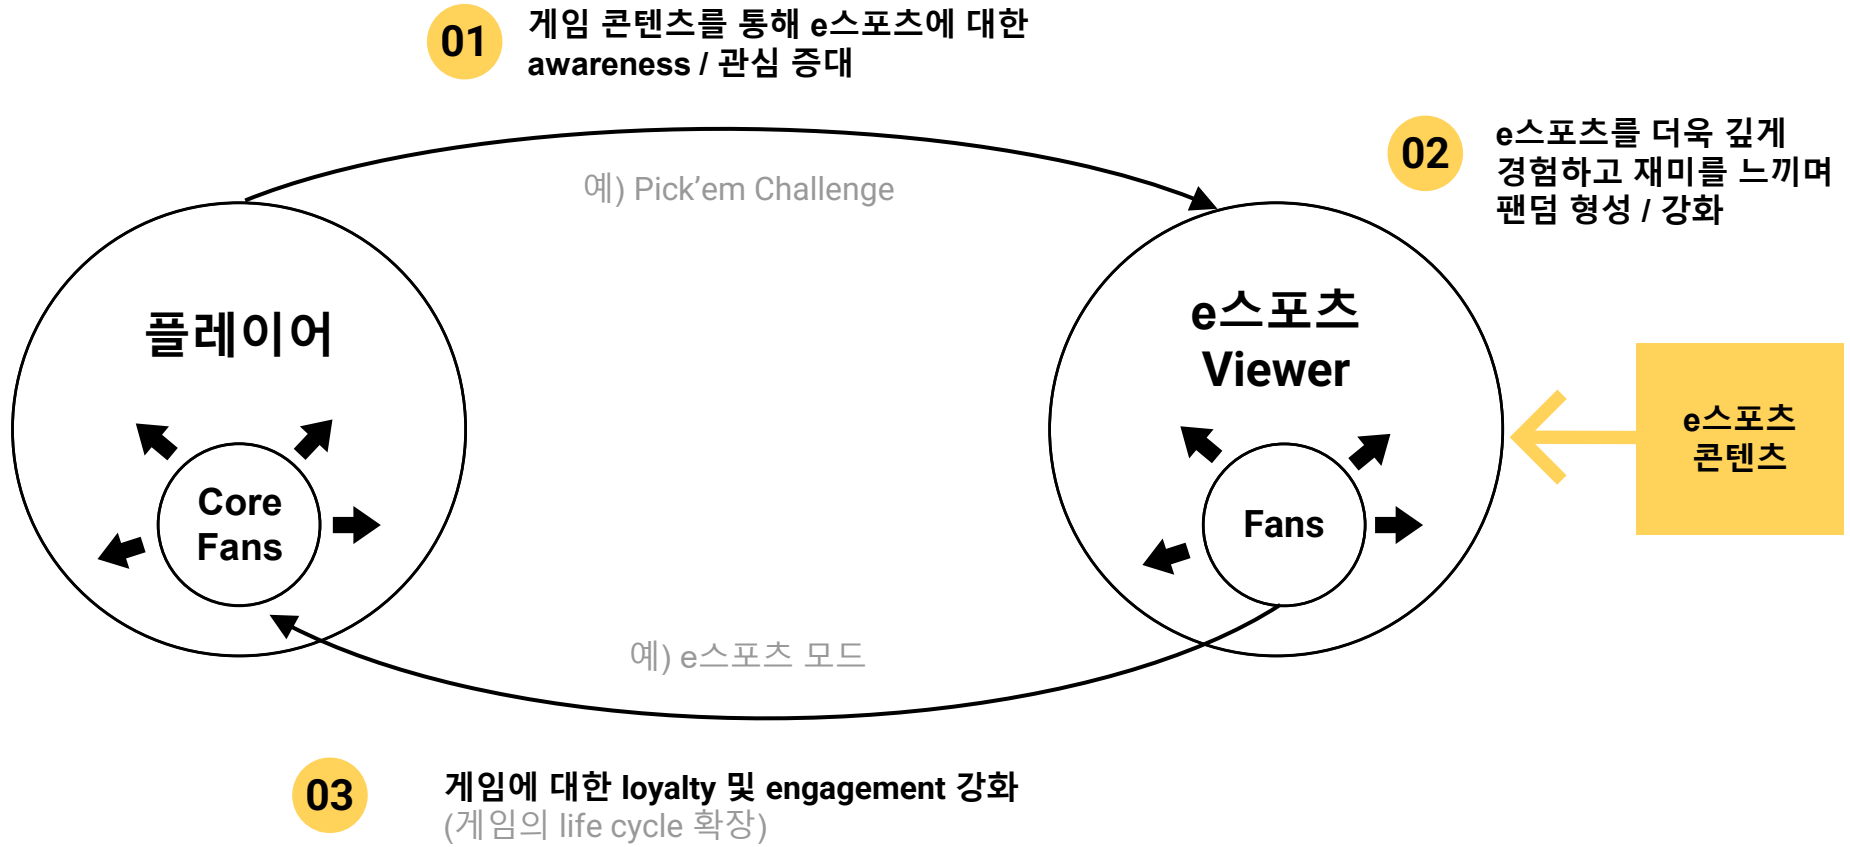 01
게임 콘텐츠를 통해 e스포츠에 대한
awareness / 관심 증대
02
e스포츠를 더욱 깊게
경험하고 재미를 느끼며
팬덤 형성 / 강화
예) Pick’em Challenge
플레이어
Core
Fans
e스포츠
Viewer
Fans
e스포츠
콘텐츠
예) e스포츠 모드
03
게임에 대한 loyalty 및 engagement 강화
(게임의 life cycle 확장)